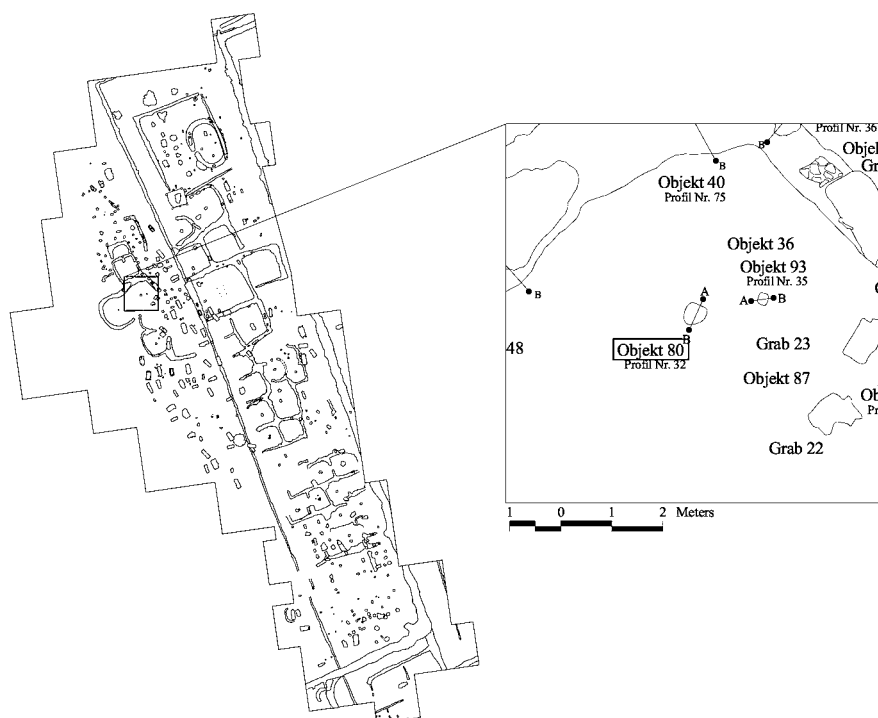 Profil Nr. 36
B
B
Objekt 40
Profil Nr. 75
Objekt 36
Objekt 93
Profil Nr. 35
A
A
B
B
B
48
Objekt 80
Profil Nr. 32
Grab 23
Objekt 87
Grab 22
1 0 1 2 Meters